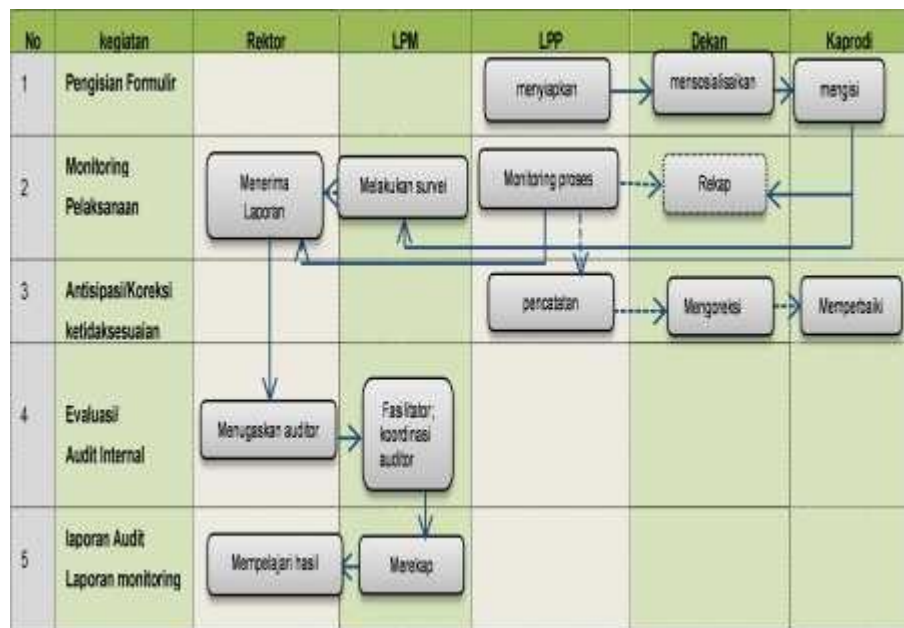 No kegiatan Rektor LPM LPP Dekan Kaprodi
1 Pengisian Formulir menyiapkan mensosialisaikan mengisi
2 Monitoring
Pelaksanaan
Menerima
Laporan
Melakukan survei
Monitoring proses
Rekap
3 Antisipasi/Koreksi
ketidaksesuaian
pencatatan
Mengoreksi
Memperbaiki
4 Evaluasi/
Audit Internal
Menugaskan auditor
Fasilitator;
koordinasi
auditor
5 laporan Audit
Laporan monitoring
Mempelajari hasil
Merekap